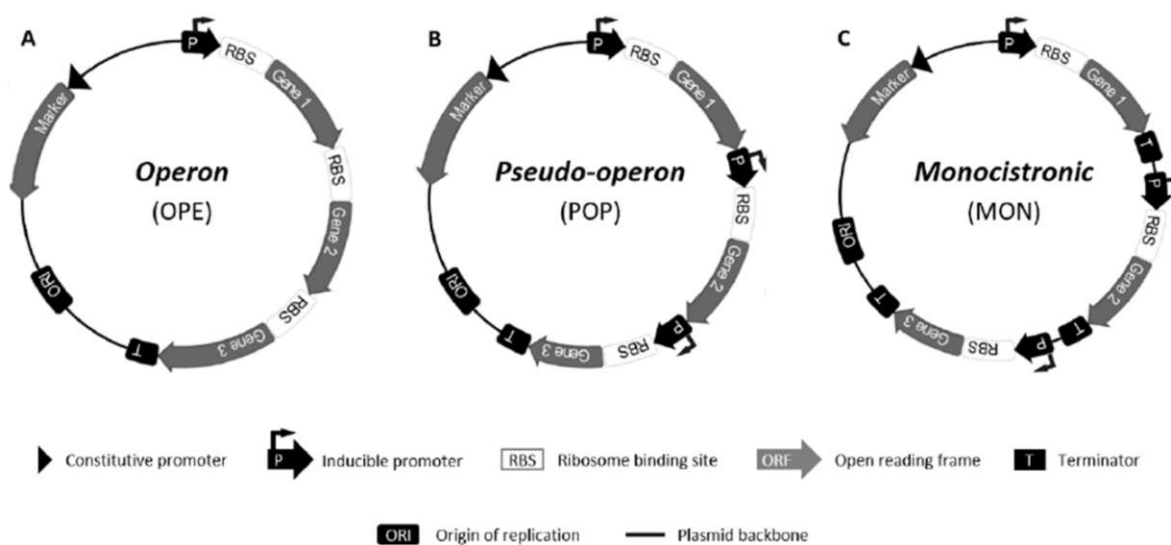 A
P
RBS
Gene 1
RBS
Gene 2
RBS
Gene 3
T
ORI
Marker
Operon
(OPE)
B
P
RBS
Gene 1
P
RBS
Gene 2
P
RBS
Gene 3
T
ORI
Marker
Pseudo-operon
(POP)
C
P
RBS
Gene 1
T
P
RBS
Gene 2
T
P
RBS
Gene 3
T
ORI
Marker
Monocistronic
(MON)
Constitutive promoter
P Inducible promoter
RBS Ribosome binding site
ORF Open reading frame
T Terminator
ORI Origin of replication
Plasmid backbone